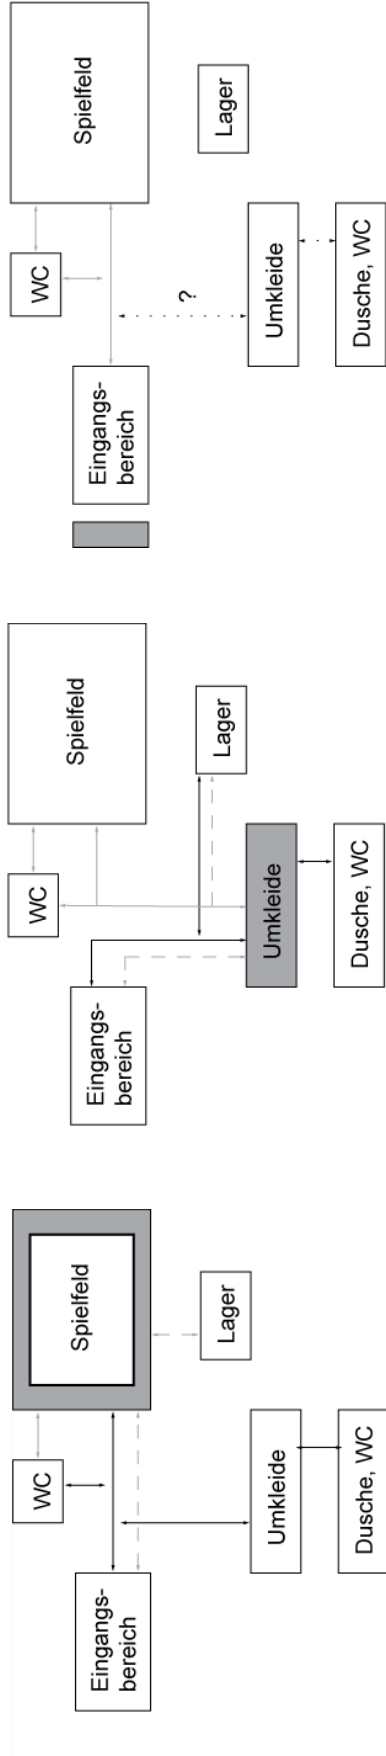 Spielfeld
Lager
WC
?
Umkleide
Dusche, WC
Eingangs-
bereich
Spielfeld
Lager
WC
Umkleide
Dusche, WC
Eingangs-
bereich
Spielfeld
Lager
WC
Umkleide
Dusche, WC
Eingangs-
bereich